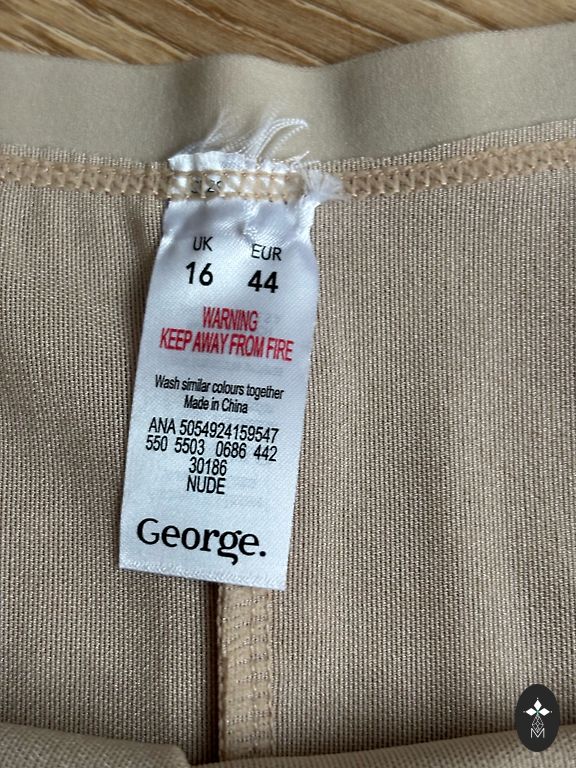 UK EUR
16 44
WARNING
KEEP AWAY FROM FIRE
Wash similar colours together
Made in China
ANA 5054924159547
550 5503 0686 442
30186
NUDE
George.